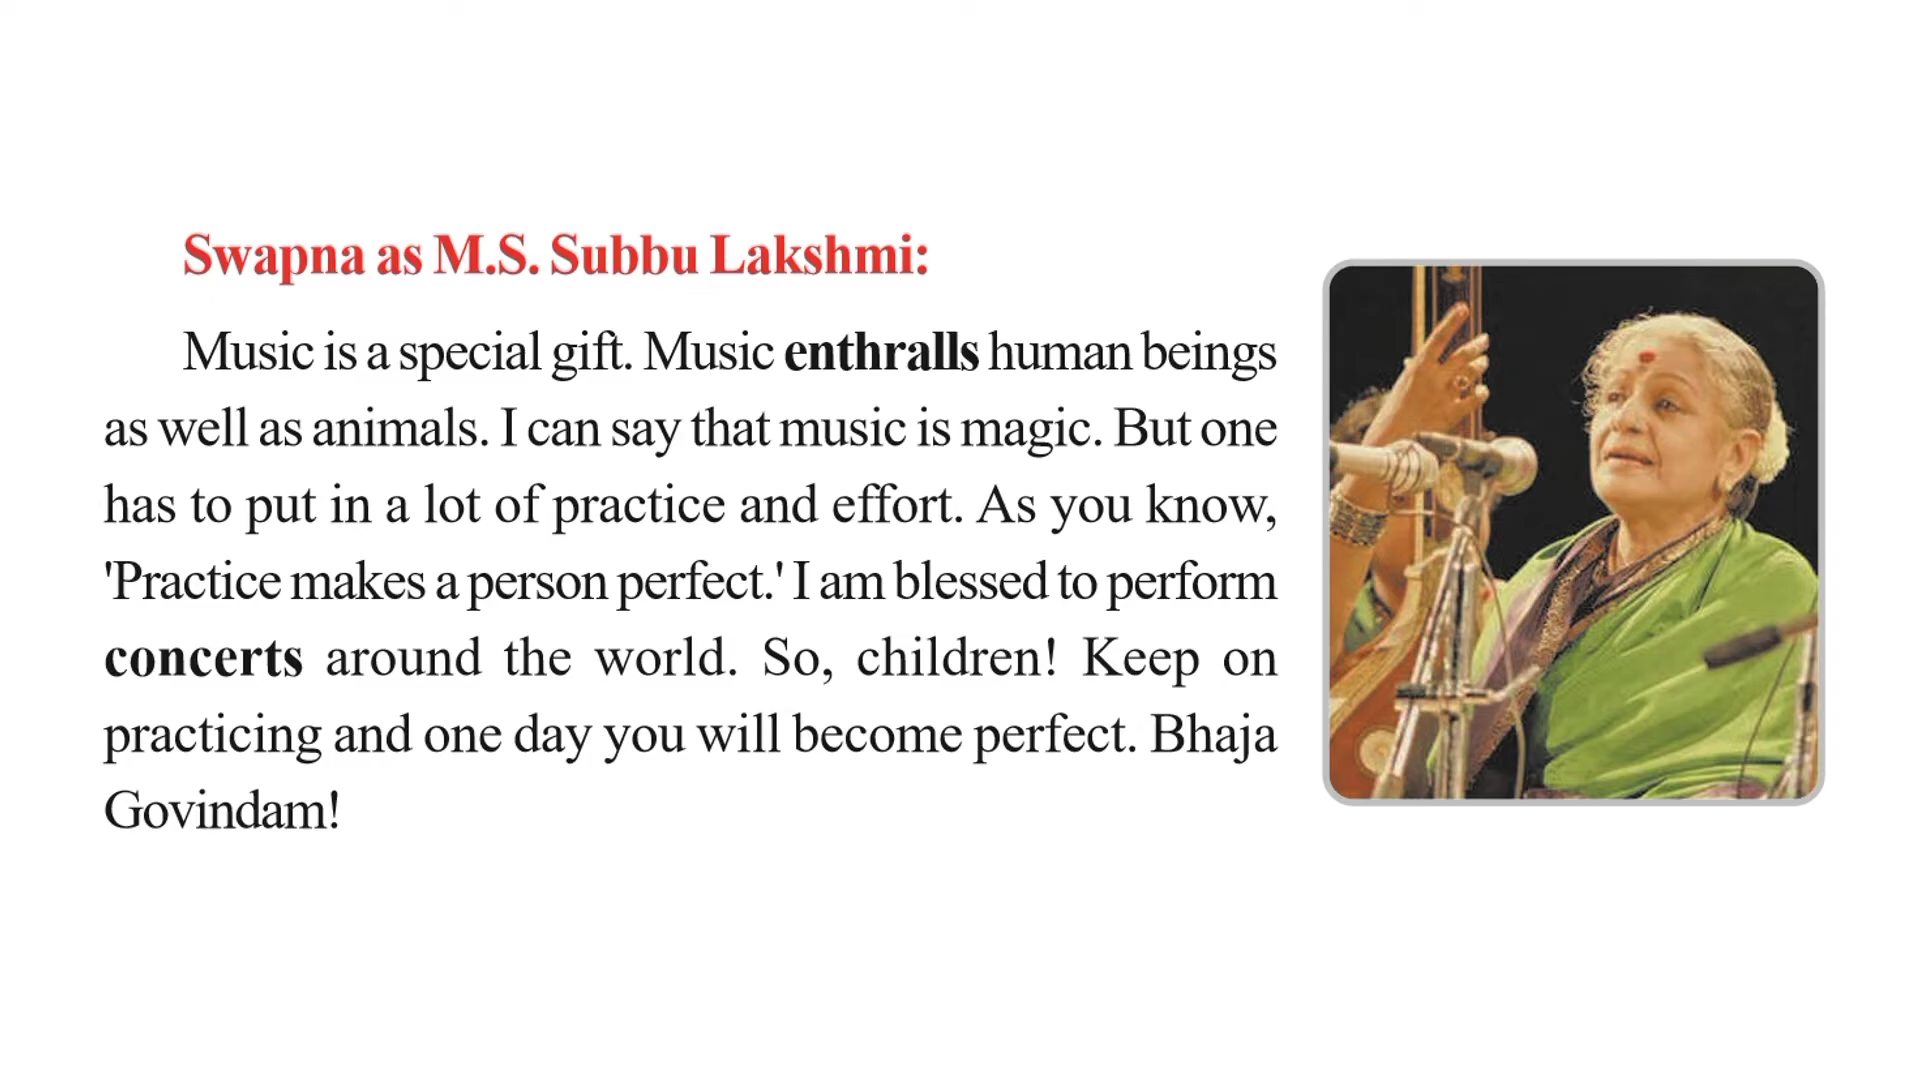 Swapna as M.S. Subbu Lakshmi:
Music is a special gift. Music enthralls human beings
as well as animals. I can say that music is magic. But one
has to put in a lot of practice and effort. As you know,
'Practice makes a person perfect.' I am blessed to perform
concerts around the world. So, children! Keep on
practicing and one day you will become perfect. Bhaja
Govindam!